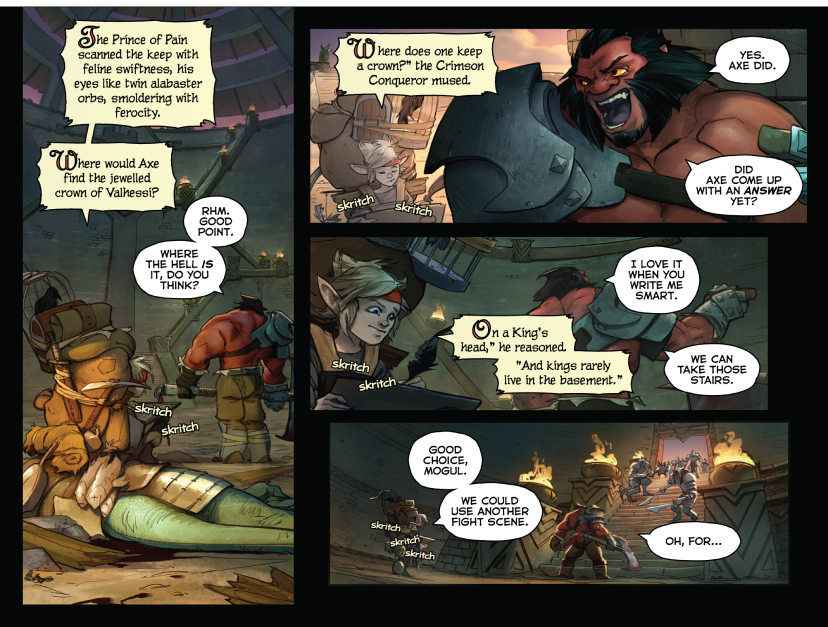 The Prince of Pain
scanned the keep with
feline swiftness, his
eyes like twin alabaster
orbs, smoldering with
ferocity.
Where would Axe
find the jewelled
crown of Valhessi?
RHM.
GOOD
POINT.
WHERE
THE HELL IS
IT, DO YOU
THINK?
skritch
skritch
Where does one keep
a crown?" the Crimson
Conqueror mused.
YES.
AXE DID.
DID
AXE COME UP
WITH AN ANSWER
YET?
skritch
skritch
I LOVE IT
WHEN YOU
WRITE ME
SMART.
On a King's
head," he reasoned.
"And kings rarely
live in the basement."
WE CAN
TAKE THOSE
STAIRS.
skritch
skritch
GOOD
CHOICE,
MOGUL.
WE COULD
USE ANOTHER
FIGHT SCENE.
OH, FOR...
skritch
skritch
skritch